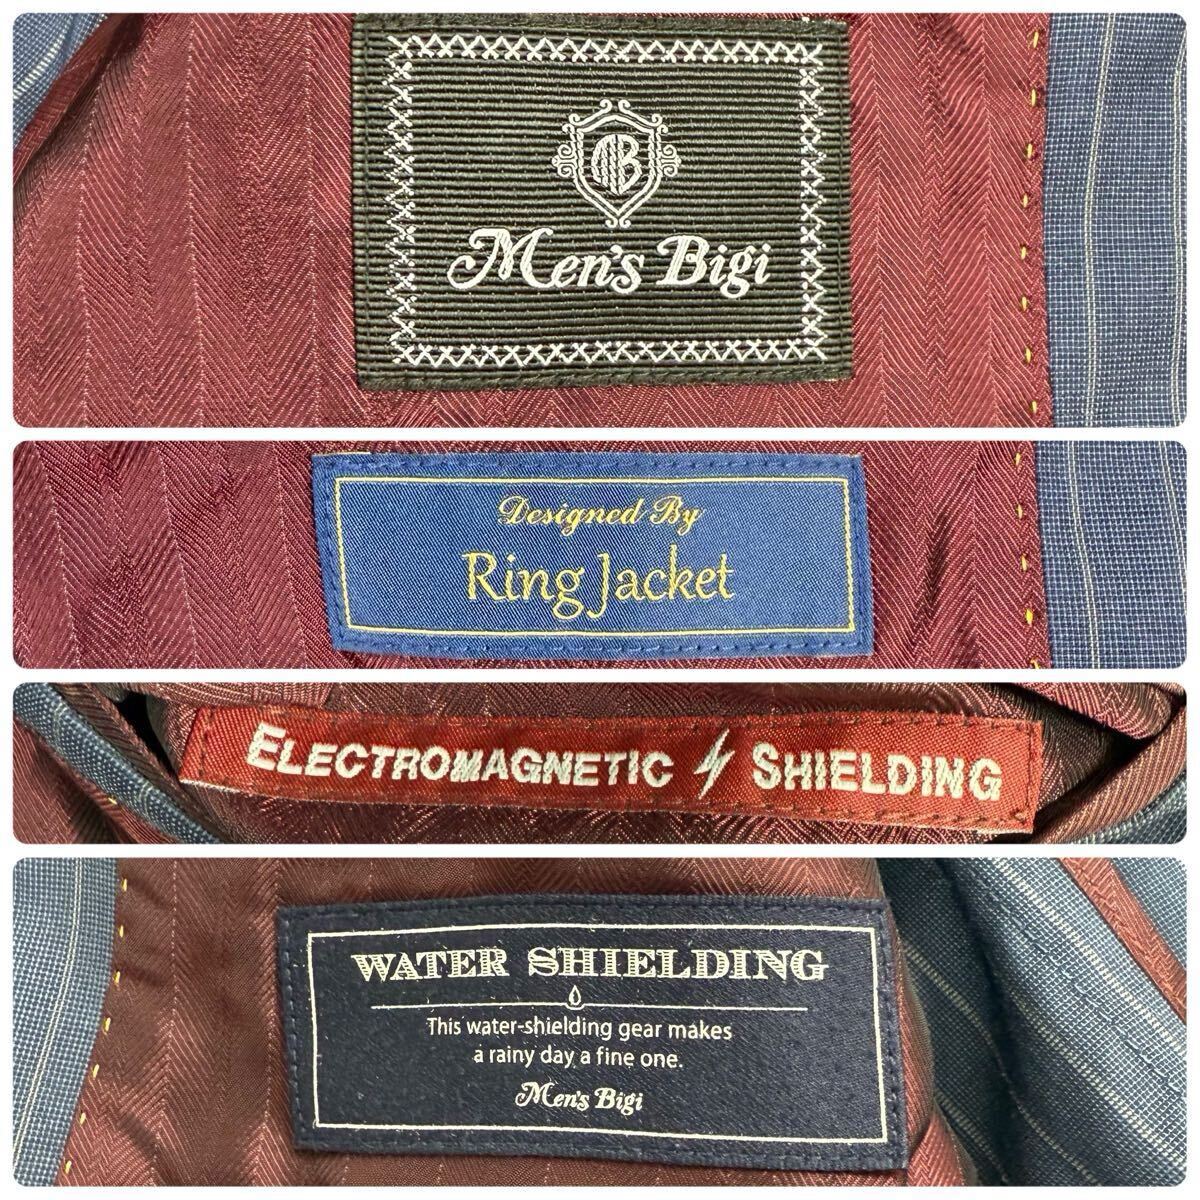 MB
Men's Bigi
Designed By
Ring Jacket
ELECTROMAGNETIC SHIELDING
WATER SHIELDING
This water-shielding gear makes
a rainy day a fine one.
Men's Bigi